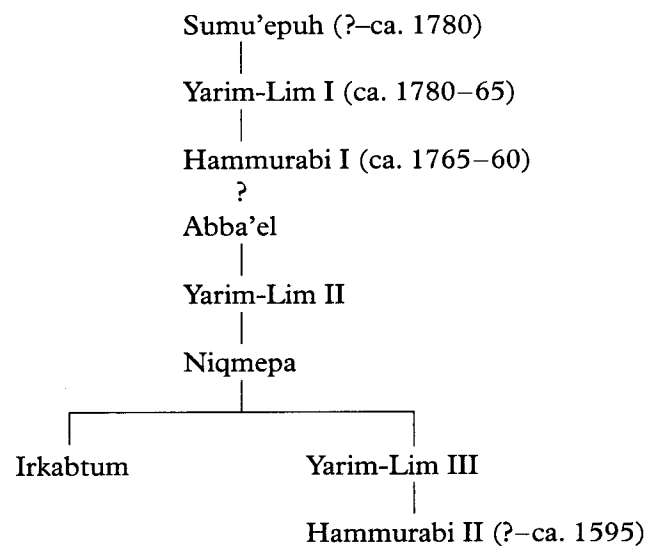 Sumu’epuh (?–ca. 1780)
Yarim-Lim I (ca. 1780–65)
Hammurabi I (ca. 1765–60)
?
Abba’el
Yarim-Lim II
Niqmepa
Irkabtum
Yarim-Lim III
Hammurabi II (?–ca. 1595)